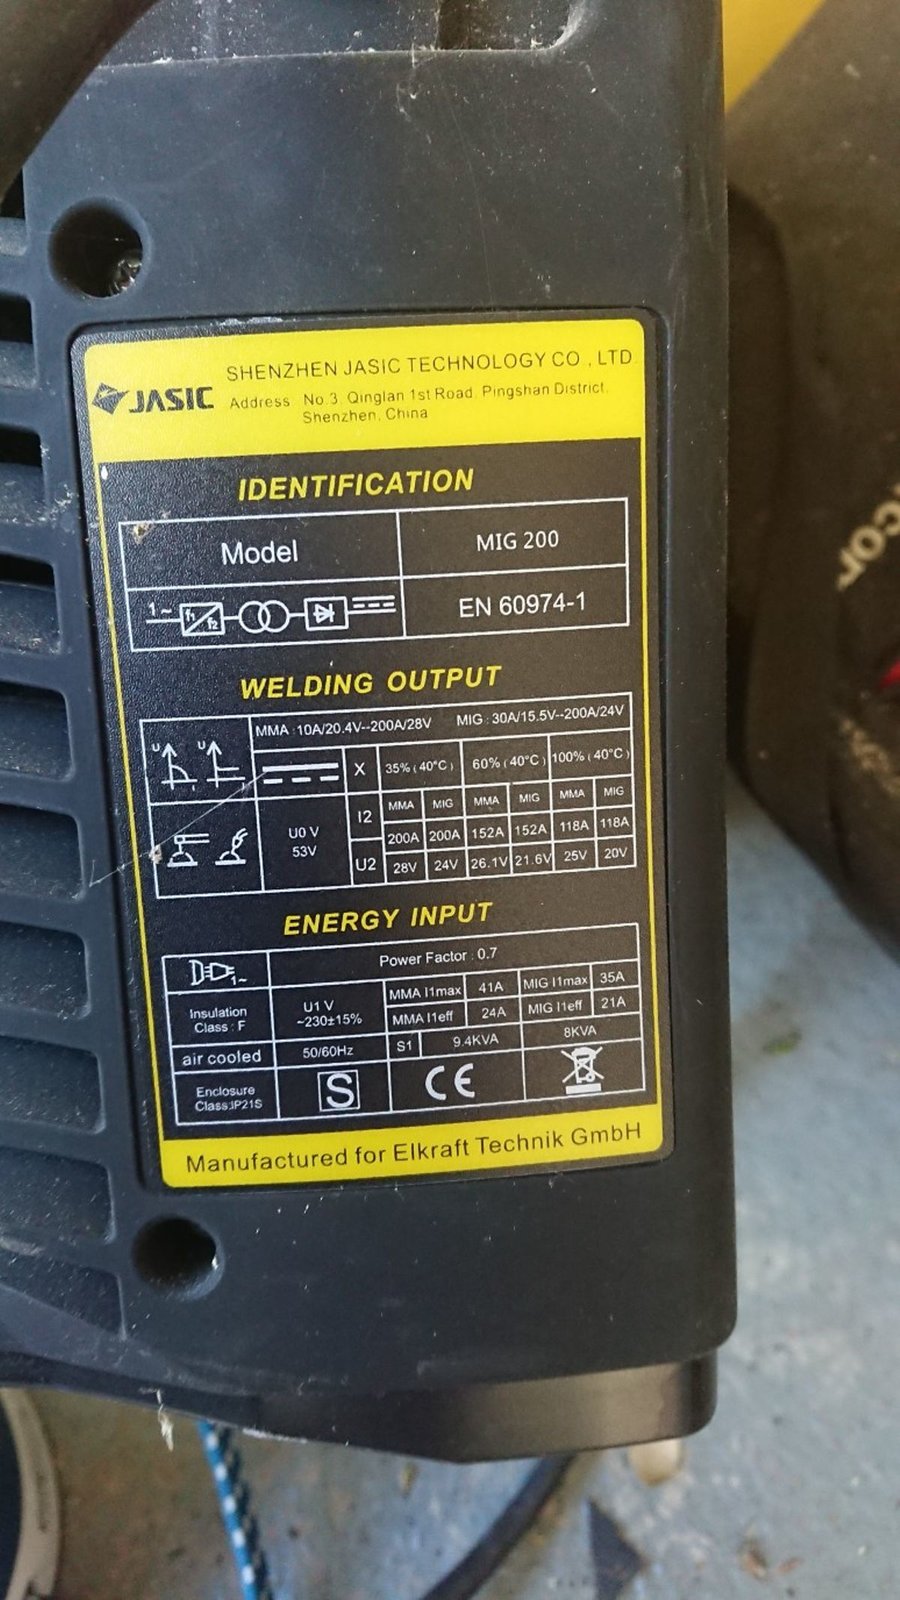 JASIC
SHENZHEN JASIC TECHNOLOGY CO., LTD
Address No.3, Qinglan 1st Road, Pingshan District,
Shenzhen, China
IDENTIFICATION
Model MIG 200
1~ f1 f2 EN 60974-1
WELDING OUTPUT
MMA : 10A/20.4V--200A/28V MIG : 30A/15.5V--200A/24V
U U X 35% (40°C) 60% (40°C) 100% (40°C)
MMA MIG MMA MIG MMA MIG
I2 200A 200A 152A 152A 118A 118A
U0 V
53V
U2 28V 24V 26.1V 21.6V 25V 20V
ENERGY INPUT
1~ Power Factor : 0.7
Insulation
Class : F
U1 V
~230±15%
MMA I1max 41A MIG I1max 35A
MMA I1eff 24A MIG I1eff 21A
air cooled 50/60Hz S1 9.4KVA 8KVA
Enclosure
Class:IP21S
S CE
Manufactured for Elkraft Technik GmbH